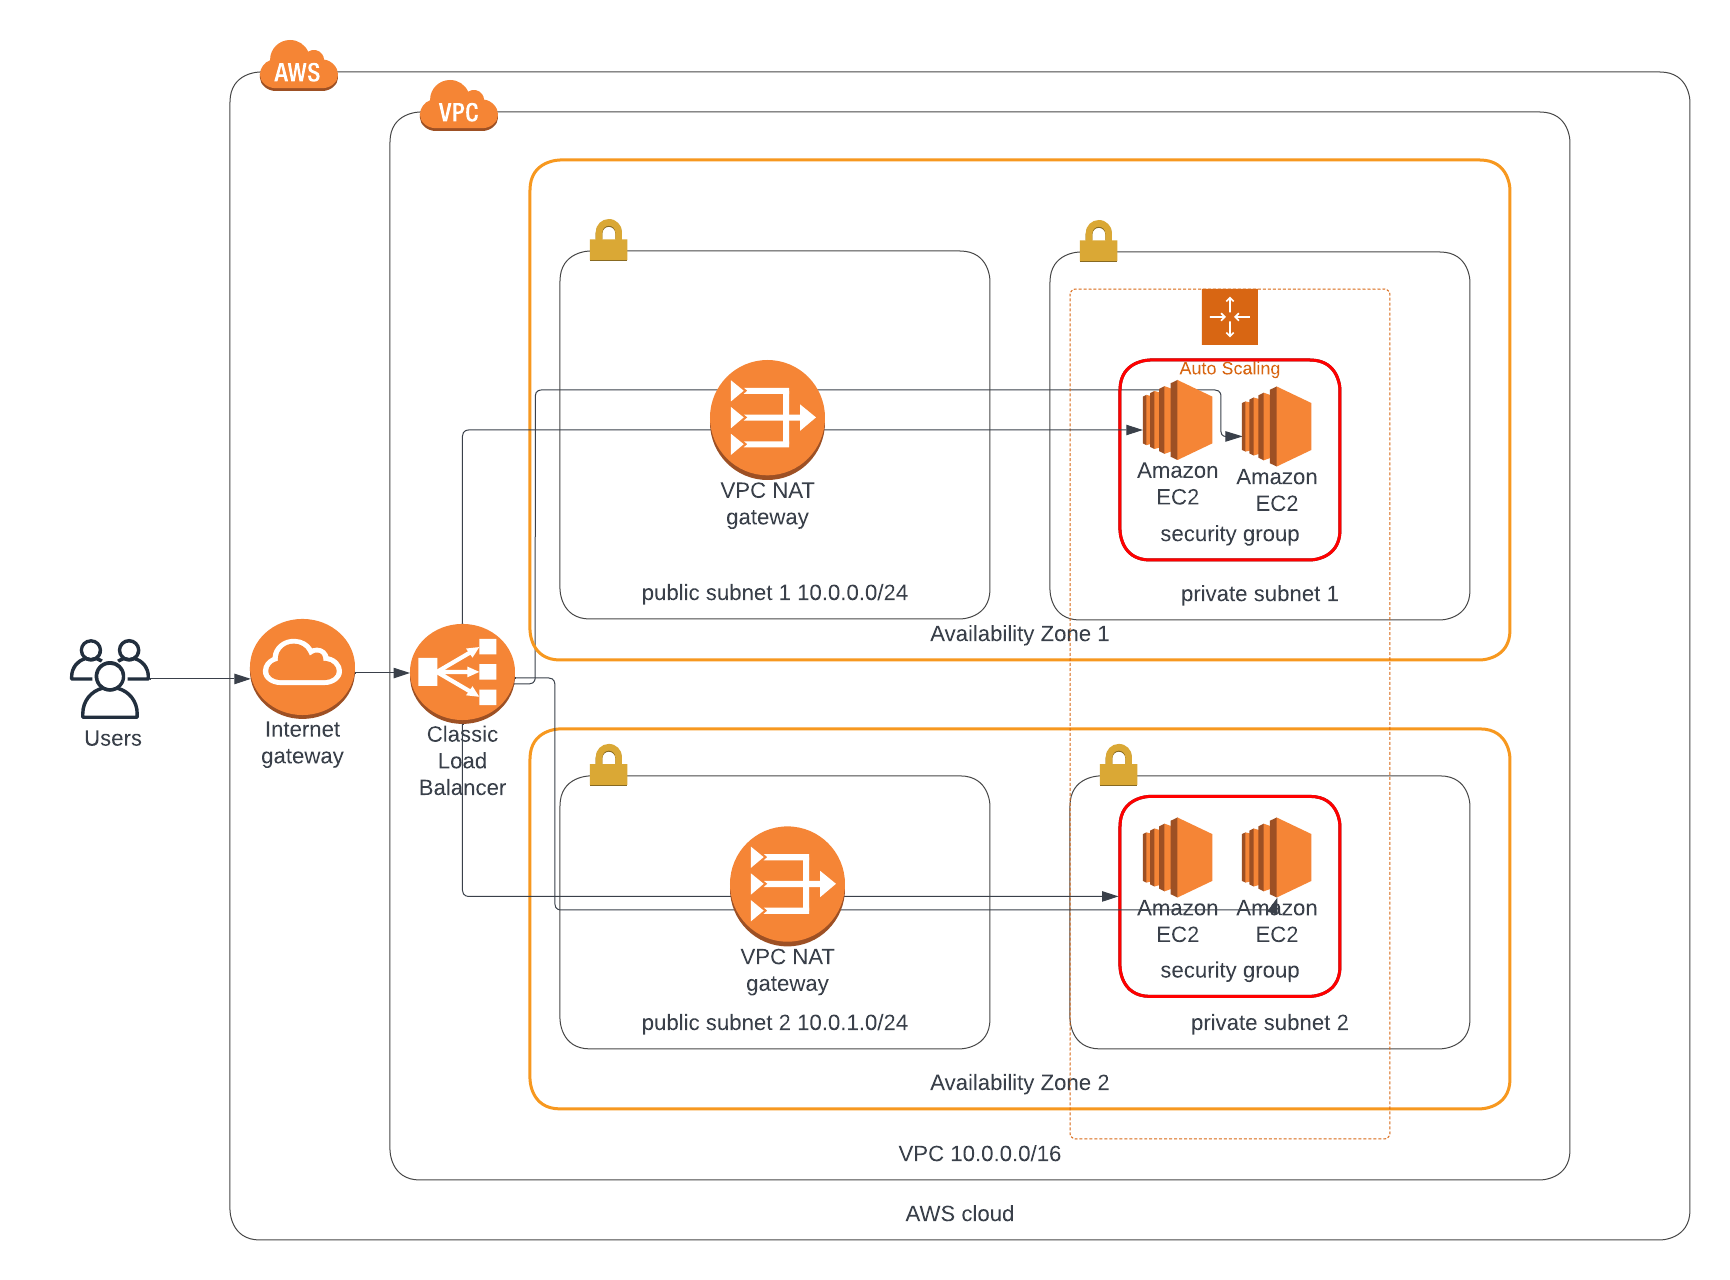 AWS
VPC
Auto Scaling
Amazon
EC2
Amazon
EC2
security group
VPC NAT
gateway
public subnet 1 10.0.0.0/24
private subnet 1
Availability Zone 1
Users
Internet
gateway
Classic
Load
Balancer
Amazon
EC2
Amazon
EC2
security group
VPC NAT
gateway
public subnet 2 10.0.1.0/24
private subnet 2
Availability Zone 2
VPC 10.0.0.0/16
AWS cloud